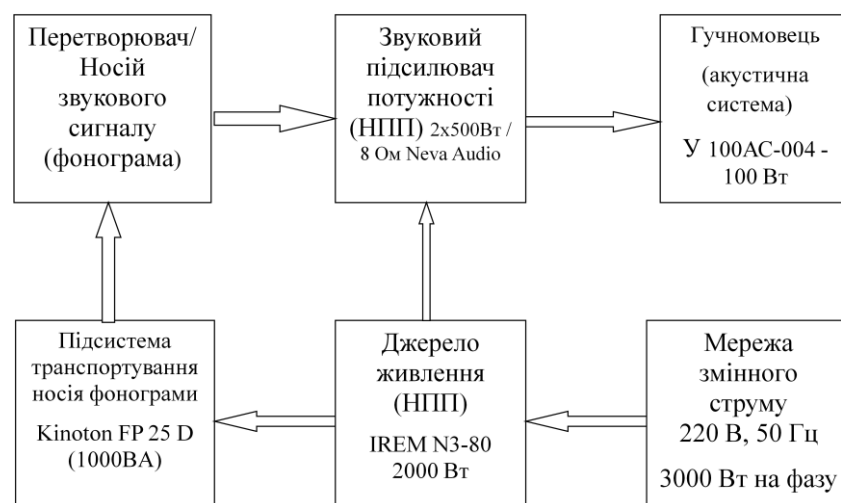 Перетворювач/
Носій
звукового
сигналу
(фонограма)
Звуковий
підсилювач
потужності
(НПП) 2х500Вт /
8 Ом Neva Audio
Гучномовець
(акустична
система)
У 100АС-004 -
100 Вт
Підсистема
транспортування
носія фонограми
Kinoton FP 25 D
(1000ВА)
Джерело
живлення
(НПП)
IREM N3-80
2000 Вт
Мережа
змінного
струму
220 В, 50 Гц
3000 Вт на фазу